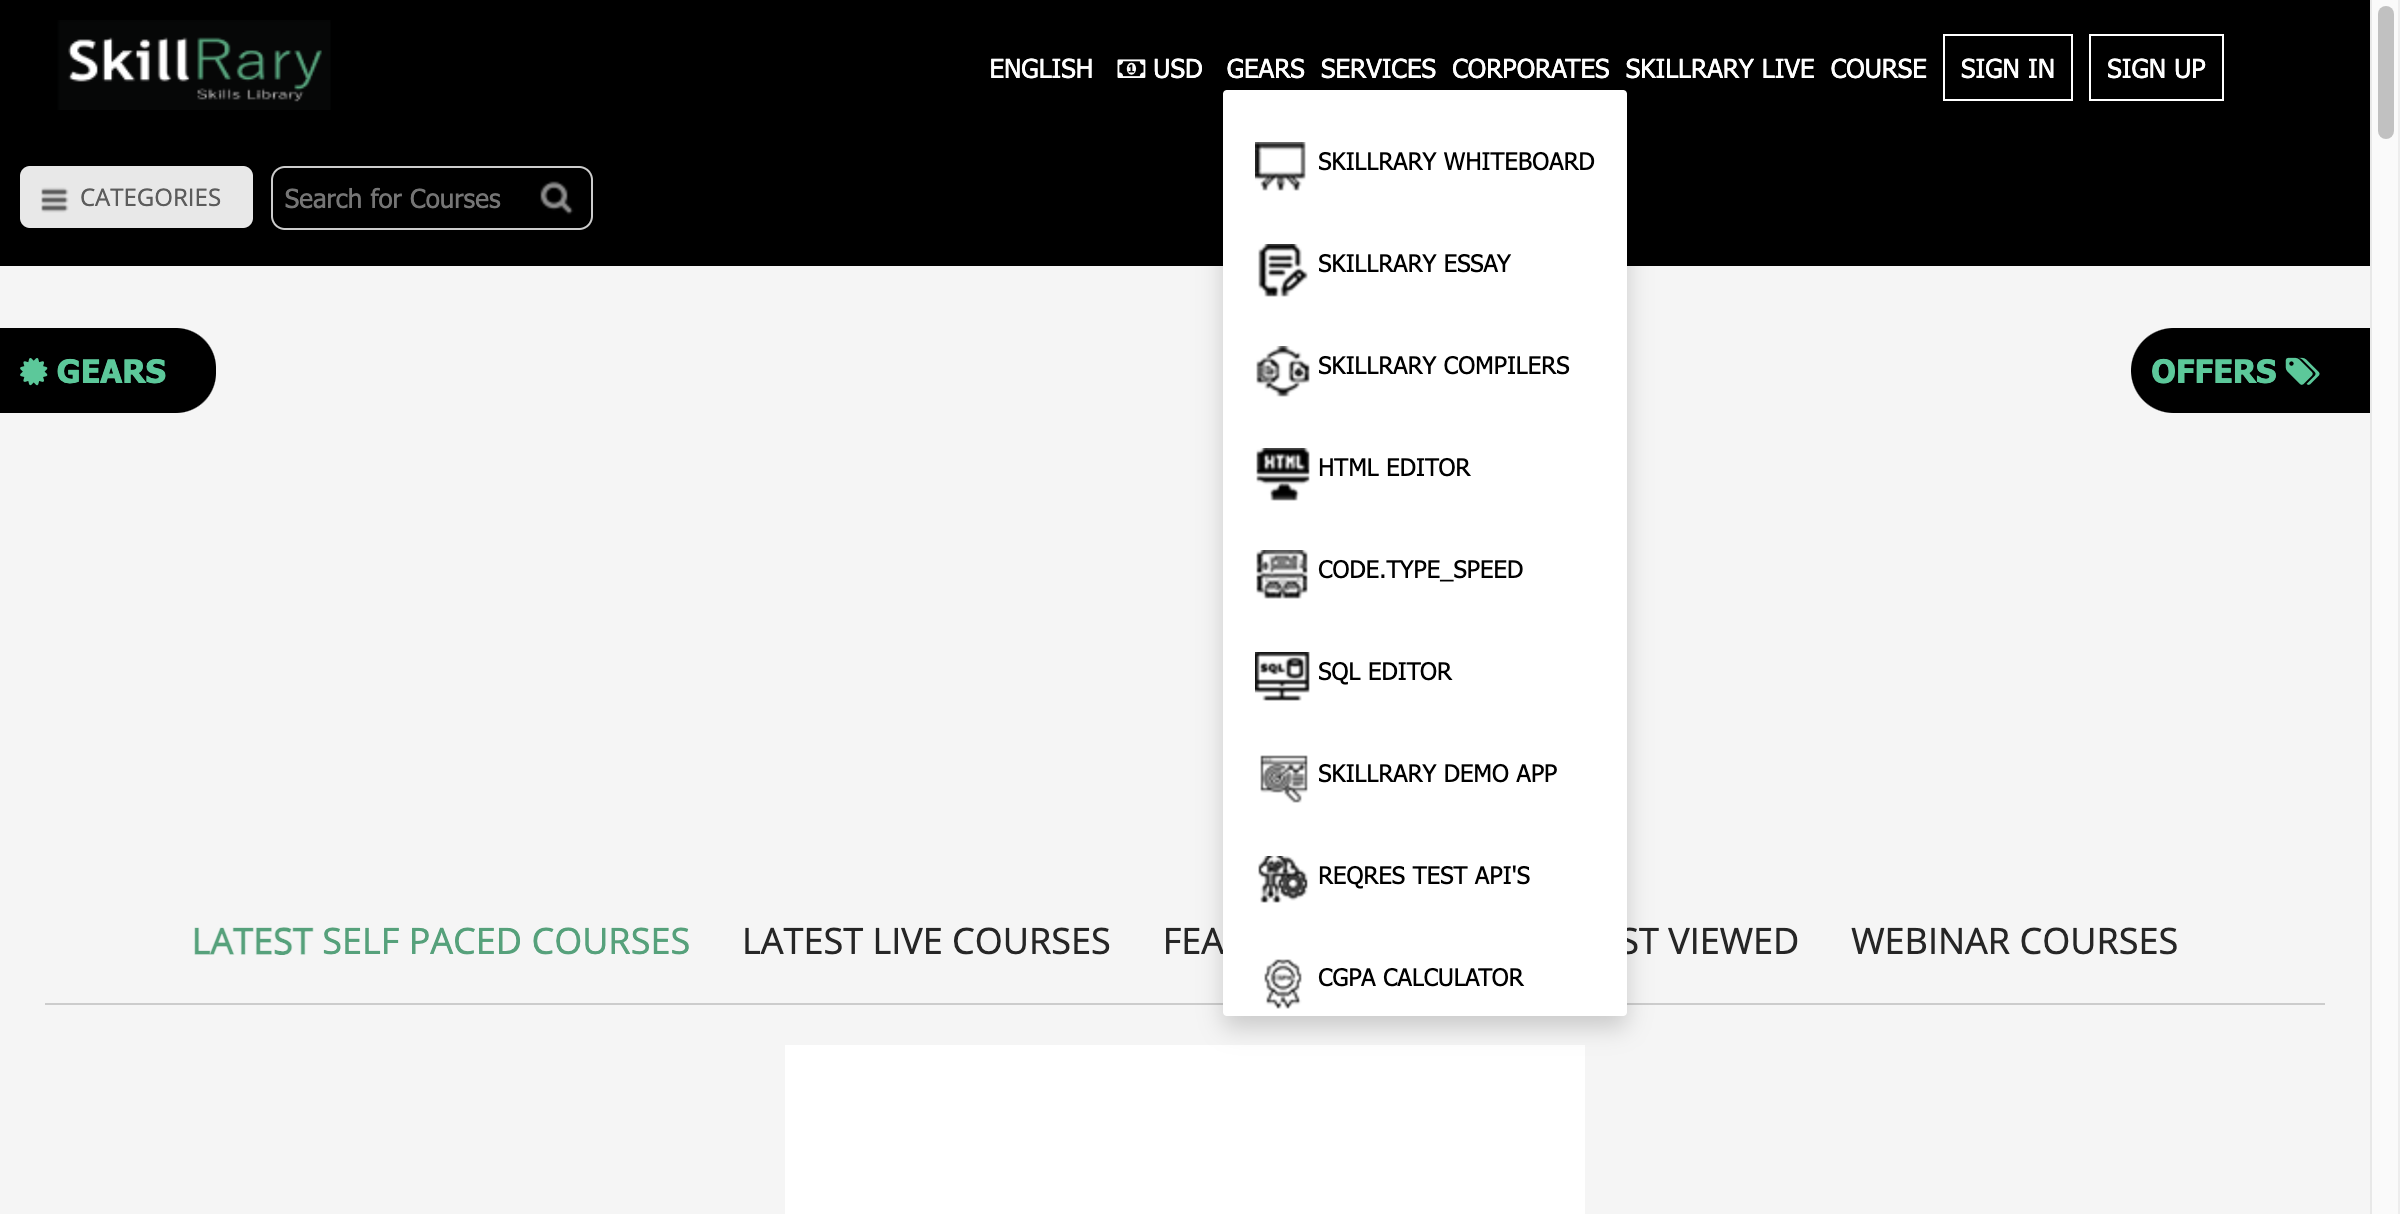 SkillRary
Skills Library
ENGLISH USD GEARS SERVICES CORPORATES SKILLRARY LIVE COURSE SIGN IN SIGN UP
CATEGORIES Search for Courses
SKILLRARY WHITEBOARD
SKILLRARY ESSAY
GEARS
OFFERS
SKILLRARY COMPILERS
HTML HTML EDITOR
CODE.TYPE_SPEED
SQL SQL EDITOR
SKILLRARY DEMO APP
REQRES TEST API'S
LATEST SELF PACED COURSES LATEST LIVE COURSES FEA ST VIEWED WEBINAR COURSES
CGPA CALCULATOR